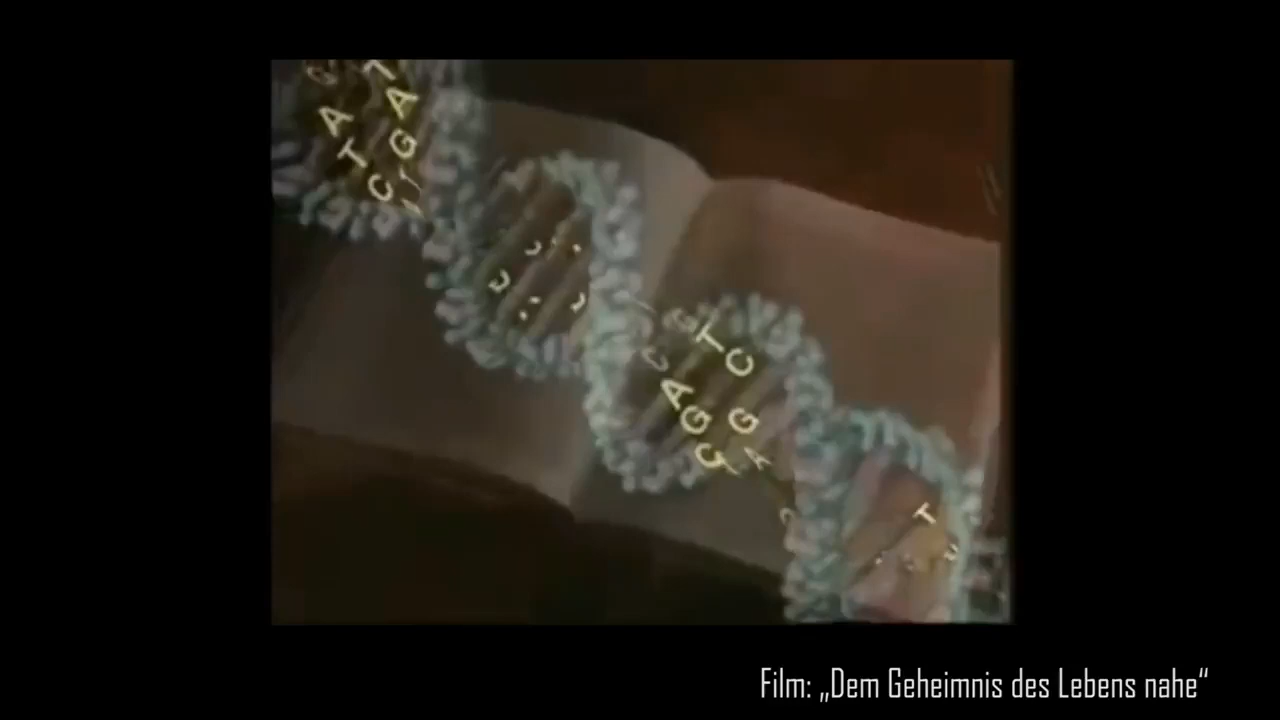 G T
A A
T G
C
G T
C C
A
G G
C A
T
Film: „Dem Geheimnis des Lebens nahe“